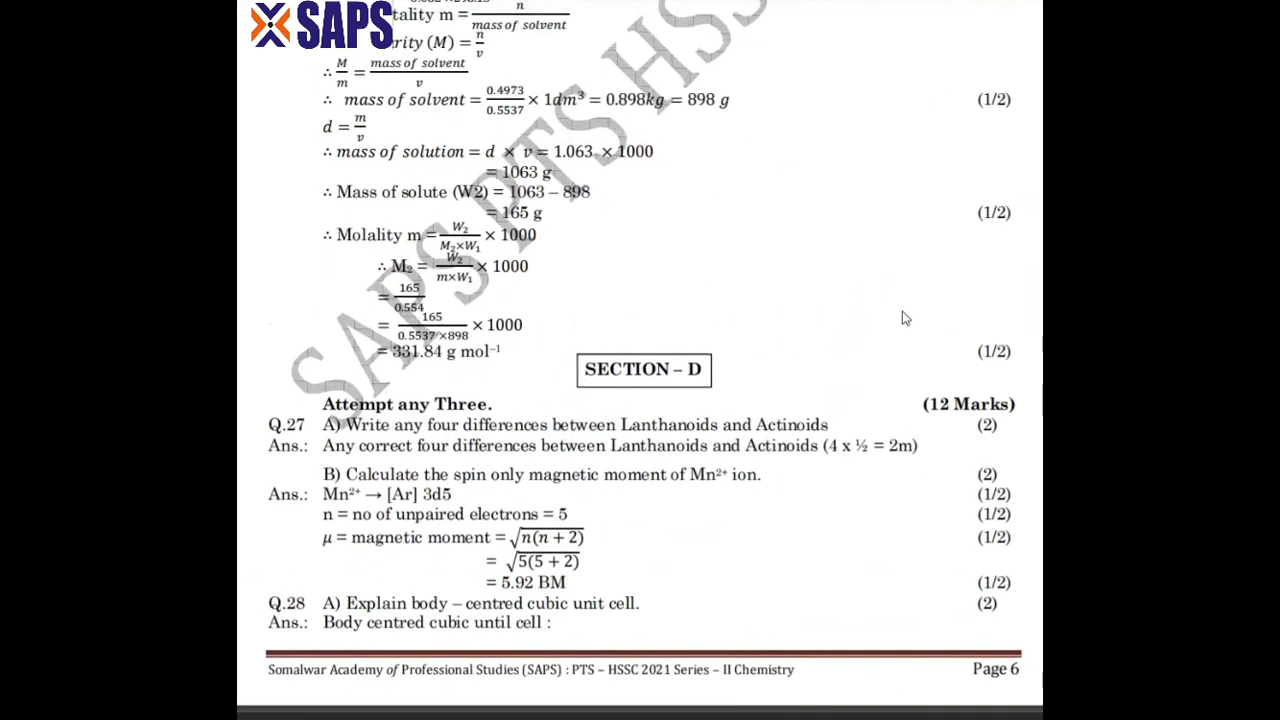 SAPS
tality m = n / mass of solvent
rity (M) = n / v
∴ M / m = mass of solvent / v
∴ mass of solvent = 0.4973 / 0.5537 × 1dm³ = 0.898kg = 898 g (1/2)
d = m / v
∴ mass of solution = d × v = 1.063 × 1000
= 1063 g
∴ Mass of solute (W2) = 1063 – 898
= 165 g (1/2)
∴ Molality m = W₂ / M₂×W₁ × 1000
∴ M₂ = W₂ / m×W₁ × 1000
= 165 / 0.554
= 165 / 0.5537 ×898 × 1000
= 331.84 g mol⁻¹ (1/2)
SECTION – D
Attempt any Three. (12 Marks)
Q.27 A) Write any four differences between Lanthanoids and Actinoids (2)
Ans.: Any correct four differences between Lanthanoids and Actinoids (4 x ½ = 2m)
B) Calculate the spin only magnetic moment of Mn²⁺ ion. (2)
Ans.: Mn²⁺ → [Ar] 3d5 (1/2)
n = no of unpaired electrons = 5 (1/2)
μ = magnetic moment = √n(n + 2) (1/2)
= √5(5 + 2)
= 5.92 BM (1/2)
Q.28 A) Explain body – centred cubic unit cell. (2)
Ans.: Body centred cubic until cell :
Somalwar Academy of Professional Studies (SAPS) : PTS – HSSC 2021 Series – II Chemistry Page 6
SAPS PTS HSS